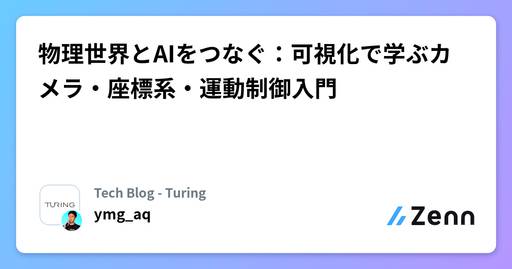 物理世界とAIをつなぐ：可視化で学ぶカ
メラ・座標系・運動制御入門
TURING
Tech Blog - Turing
ymg_aq
Zenn